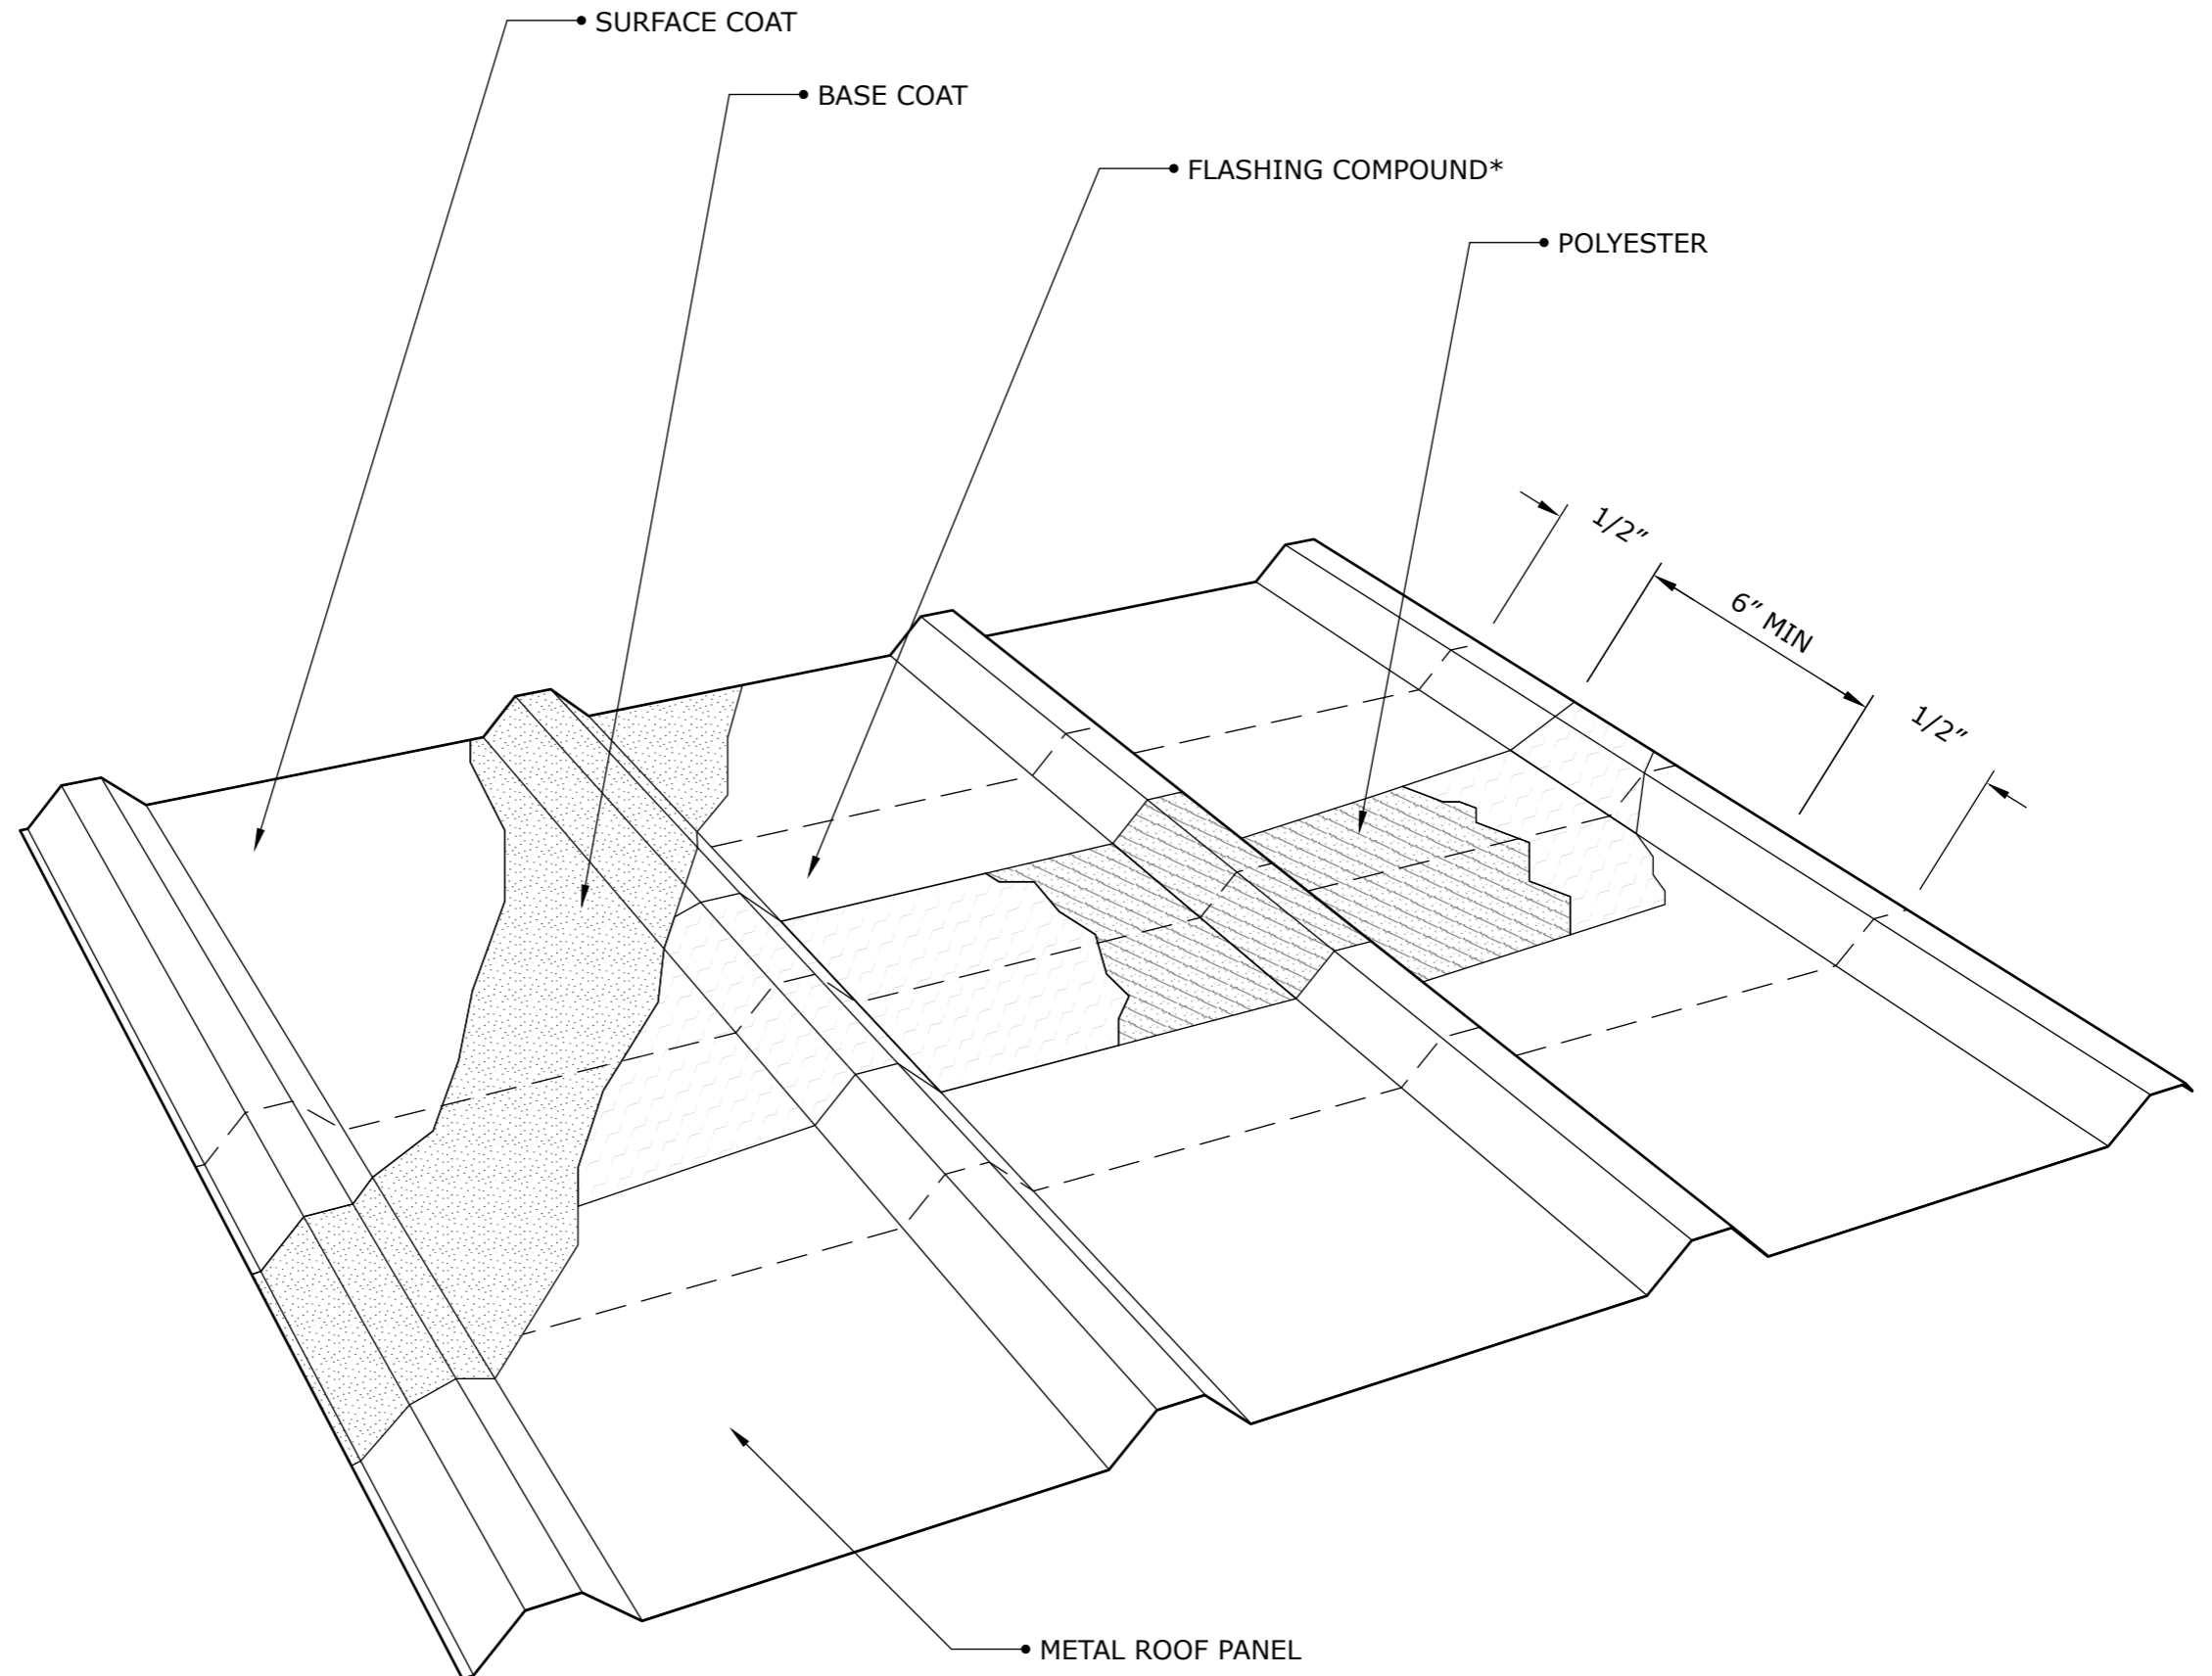 SURFACE COAT
BASE COAT
FLASHING COMPOUND*
POLYESTER
1/2”
6” MIN
1/2”
METAL ROOF PANEL